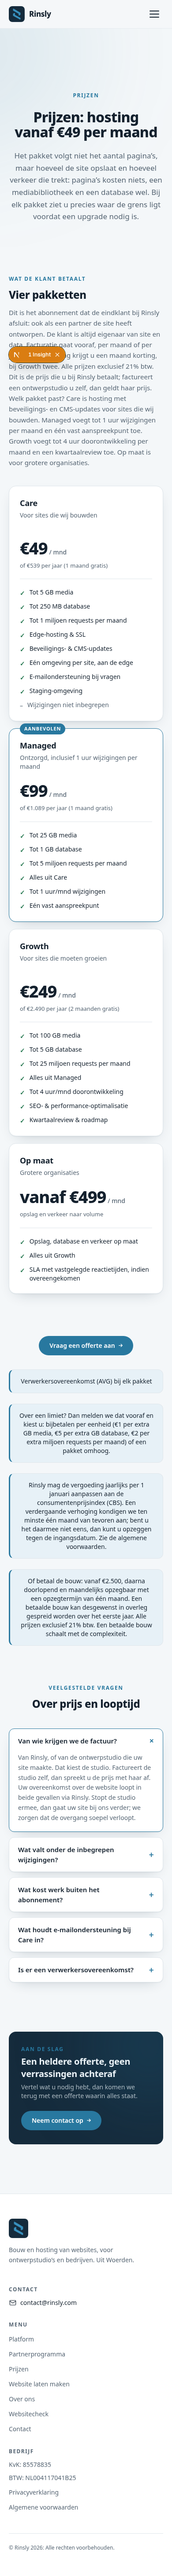 Rinsly
PRIJZEN
Prijzen: hosting
vanaf €49 per maand
Het pakket volgt niet het aantal pagina's,
maar hoeveel de site opslaat en hoeveel
verkeer die trekt: pagina's kosten niets, een
mediabibliotheek en een database wel. Bij
elk pakket ziet u precies waar de grens ligt
voordat een upgrade nodig is.
WAT DE KLANT BETAALT
Vier pakketten
Dit is het abonnement dat de eindklant bij Rinsly
afsluit: ook als een partner de site heeft
ontworpen. De klant is altijd eigenaar van site en
data. Facturatie gaat vooraf, per maand of per
krijgt u een maand korting,
bij Growth twee. Alle prijzen exclusief 21% btw.
Dit is de prijs die u bij Rinsly betaalt; factureert
een ontwerpstudio u zelf, dan geldt haar prijs.
Welk pakket past? Care is hosting met
beveiligings- en CMS-updates voor sites die wij
bouwden. Managed voegt tot 1 uur wijzigingen
per maand en één vast aanspreekpunt toe.
Growth voegt tot 4 uur doorontwikkeling per
maand en elk kwartaal een roadmap toe. Op maat is
voor grotere organisaties.
1 Insight
Care
Voor sites die wij bouwden
€49 / mnd
of €539 per jaar (1 maand gratis)
✓ Tot 5 GB media
✓ Tot 250 MB database
✓ Tot 1 miljoen requests per maand
✓ Edge-hosting & SSL
✓ Beveiligings- & CMS-updates
✓ Eén omgeving per site, aan de edge
✓ E-mailondersteuning bij vragen
✓ Staging-omgeving
– Wijzigingen niet inbegrepen
AANBEVOLEN
Managed
Ontzorgd, inclusief 1 uur wijzigingen per
maand
€99 / mnd
of €1.089 per jaar (1 maand gratis)
✓ Tot 25 GB media
✓ Tot 1 GB database
✓ Tot 5 miljoen requests per maand
✓ Alles uit Care
✓ Tot 1 uur/mnd wijzigingen
✓ Eén vast aanspreekpunt
Growth
Voor sites die moeten groeien
€249 / mnd
of €2.490 per jaar (2 maanden gratis)
✓ Tot 100 GB media
✓ Tot 5 GB database
✓ Tot 25 miljoen requests per maand
✓ Alles uit Managed
✓ Tot 4 uur/mnd doorontwikkeling
✓ SEO- & performance-optimalisatie
✓ Kwartaalreview & roadmap
Op maat
Grotere organisaties
vanaf €499 / mnd
opslag en verkeer naar volume
✓ Opslag, database en verkeer op maat
✓ Alles uit Growth
✓ SLA met vastgelegde reactietijden, indien
overeengekomen
Vraag een offerte aan →
Verwerkersovereenkomst (AVG) bij elk pakket
Over een limiet? Dan melden we dat vooraf en
kiest u: bijbetalen per eenheid (€1 per extra
GB media, €5 per extra GB database, €2 per
extra miljoen requests per maand) of een
pakket omhoog.
Rinsly mag de vergoeding jaarlijks per 1
januari aanpassen aan de
consumentenprijsindex (CBS). Een
verdergaande verhoging kondigen we ten
minste één maand van tevoren aan; bent u
het daarmee niet eens, dan kunt u opzeggen
tegen de ingangsdatum. Zie de algemene
voorwaarden.
Of betaal de bouw: vanaf €2.500, daarna
doorlopend en maandelijks opzegbaar met
een opzegtermijn van één maand. Een
betaalde bouw kan desgewenst in overleg
gespreid worden over het eerste jaar. Alle
prijzen exclusief 21% btw. Een betaalde bouw
schaalt met de complexiteit.
VEELGESTELDE VRAGEN
Over prijs en looptijd
Van wie krijgen we de factuur?
Van Rinsly, of van de ontwerpstudio die uw
site maakte. Dat kiest de studio. Factureert de
studio zelf, dan spreekt u de prijs met haar af.
Uw overeenkomst over de website loopt in
beide gevallen via Rinsly. Stopt de studio
ermee, dan gaat uw site bij ons verder; we
zorgen dat de overgang soepel verloopt.
Wat valt onder de inbegrepen
wijzigingen?
Wat kost werk buiten het
abonnement?
Wat houdt e-mailondersteuning bij
Care in?
Is er een verwerkersovereenkomst?
AAN DE SLAG
Een heldere offerte, geen
verrassingen achteraf
Vertel wat u nodig hebt, dan komen we
terug met een offerte waarin alles staat.
Neem contact op →
Bouw en hosting van websites, voor
ontwerpstudio's en bedrijven. Uit Woerden.
CONTACT
contact@rinsly.com
MENU
Platform
Partnerprogramma
Prijzen
Website laten maken
Over ons
Websitecheck
Contact
BEDRIJF
KvK: 85578835
BTW: NL004117041B25
Privacyverklaring
Algemene voorwaarden
© Rinsly 2026: Alle rechten voorbehouden.